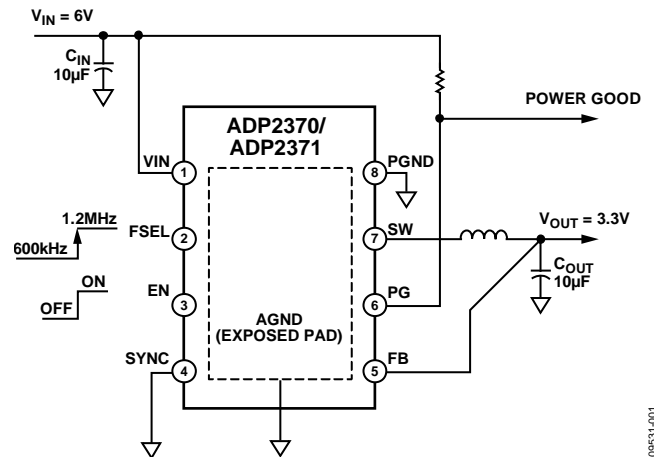 VIN = 6V
CIN
10µF
POWER GOOD
ADP2370/
ADP2371
VIN
1
8
PGND
1.2MHz
600kHz
FSEL
2
7
SW
VOUT = 3.3V
COUT
10µF
ON
OFF
EN
3
6
PG
AGND
(EXPOSED PAD)
SYNC
4
5
FB
09531-001